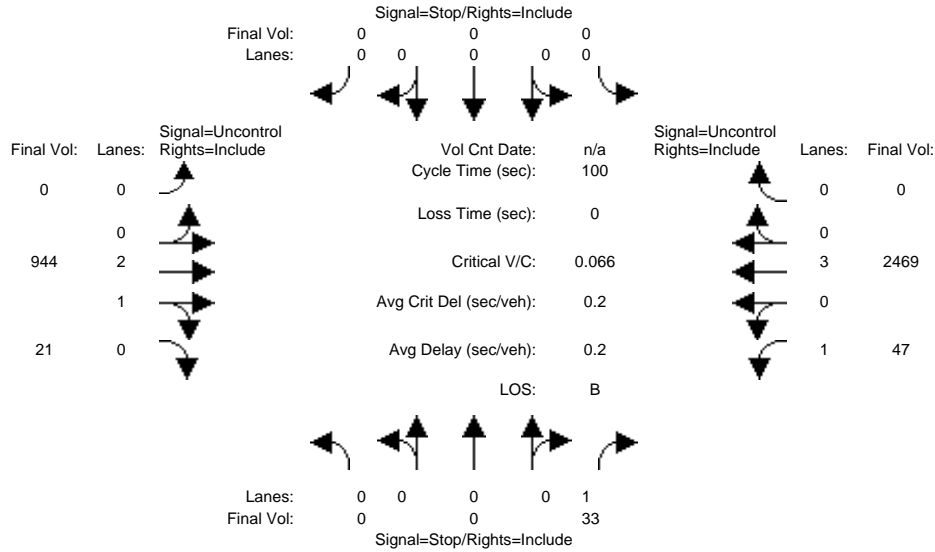 Signal=Stop/Rights=Include
Final Vol: 0 0 0
Lanes: 0 0 0 0 0
Signal=Uncontrol
Final Vol: Lanes: Rights=Include
Vol Cnt Date: n/a
Signal=Uncontrol
Rights=Include Lanes: Final Vol:
Cycle Time (sec): 100
0 0
0 0
Loss Time (sec): 0
0
0
944 2
Critical V/C: 0.066
3 2469
1
Avg Crit Del (sec/veh): 0.2
0
21 0
Avg Delay (sec/veh): 0.2
1 47
LOS: B
Lanes: 0 0 0 0 1
Final Vol: 0 0 33
Signal=Stop/Rights=Include